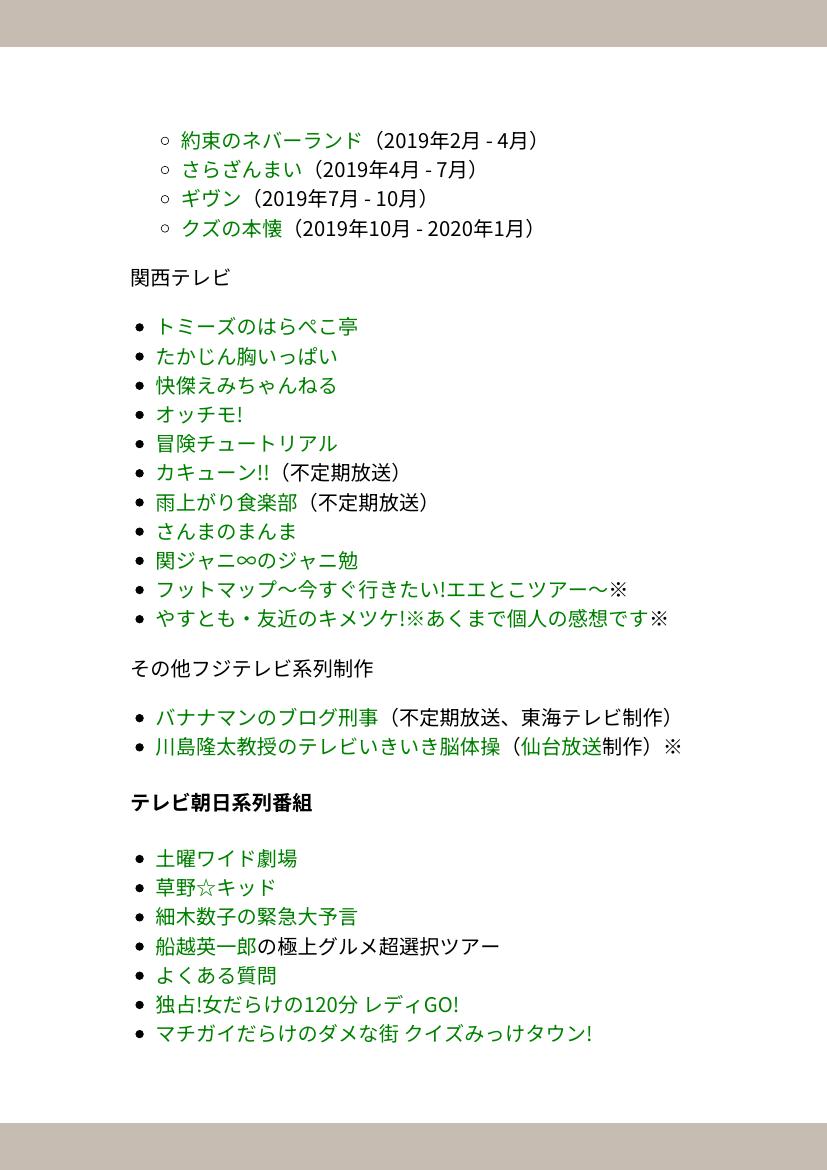 約束のネバーランド（2019年2月 - 4月）
さらざんまい（2019年4月 - 7月）
ギヴン（2019年7月 - 10月）
クズの本懐（2019年10月 - 2020年1月）
関西テレビ
トミーズのはらぺこ亭
たかじん胸いっぱい
快傑えみちゃんねる
オッチモ!
冒険チュートリアル
カキューン!!（不定期放送）
雨上がり食楽部（不定期放送）
さんまのまんま
関ジャニ∞のジャニ勉
フットマップ〜今すぐ行きたい!エエとこツアー〜※
やすとも・友近のキメツケ!※あくまで個人の感想です※
その他フジテレビ系列制作
バナナマンのブログ刑事（不定期放送、東海テレビ制作）
川島隆太教授のテレビいきいき脳体操（仙台放送制作）※
テレビ朝日系列番組
土曜ワイド劇場
草野☆キッド
細木数子の緊急大予言
船越英一郎の極上グルメ超選択ツアー
よくある質問
独占!女だらけの120分 レディGO!
マチガイだらけのダメな街 クイズみっけタウン!